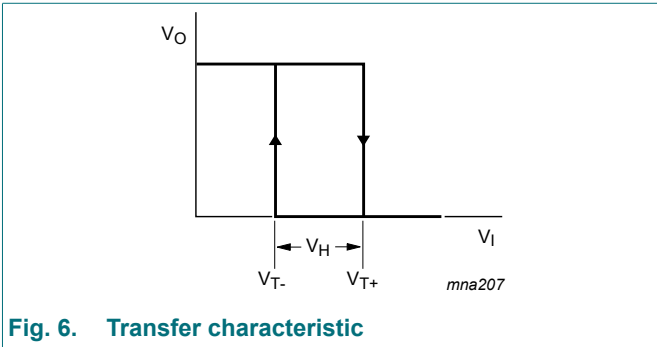 VO
VI
VH
VT-
VT+
mna207
Fig. 6. Transfer characteristic